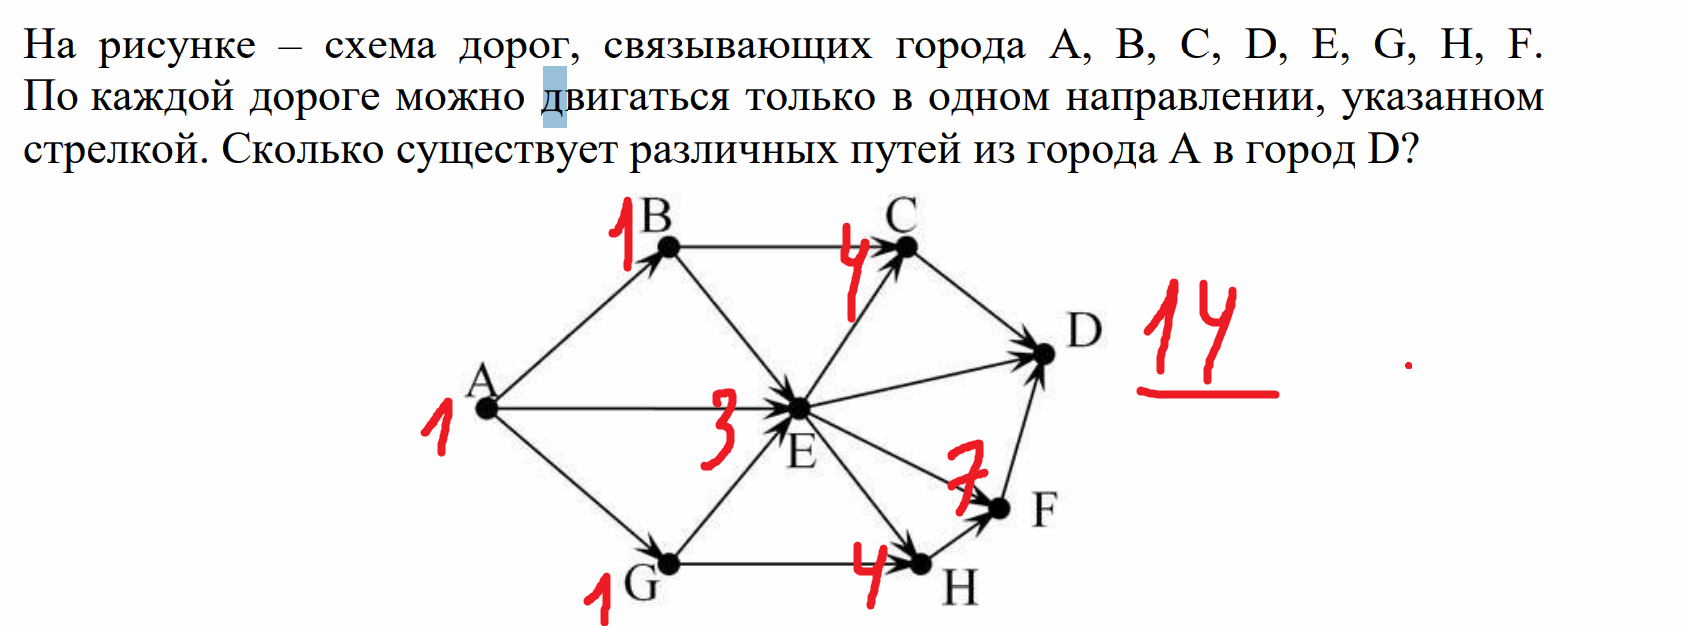 На рисунке – схема дорог, связывающих города A, B, C, D, E, G, H, F.
По каждой дороге можно двигаться только в одном направлении, указанном
стрелкой. Сколько существует различных путей из города A в город D?
1 B
4 C
D 14
A
1
3
E
7
F
1 G
4 H